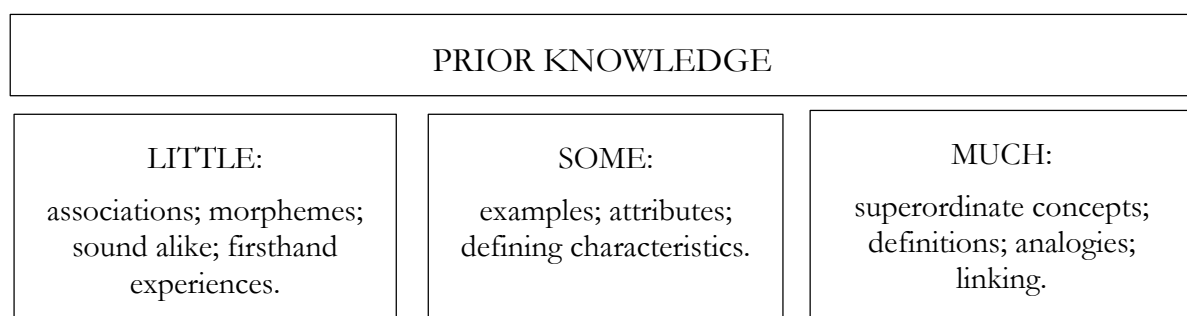 PRIOR KNOWLEDGE
LITTLE:
associations; morphemes;
sound alike; firsthand
experiences.
SOME:
examples; attributes;
defining characteristics.
MUCH:
superordinate concepts;
definitions; analogies;
linking.